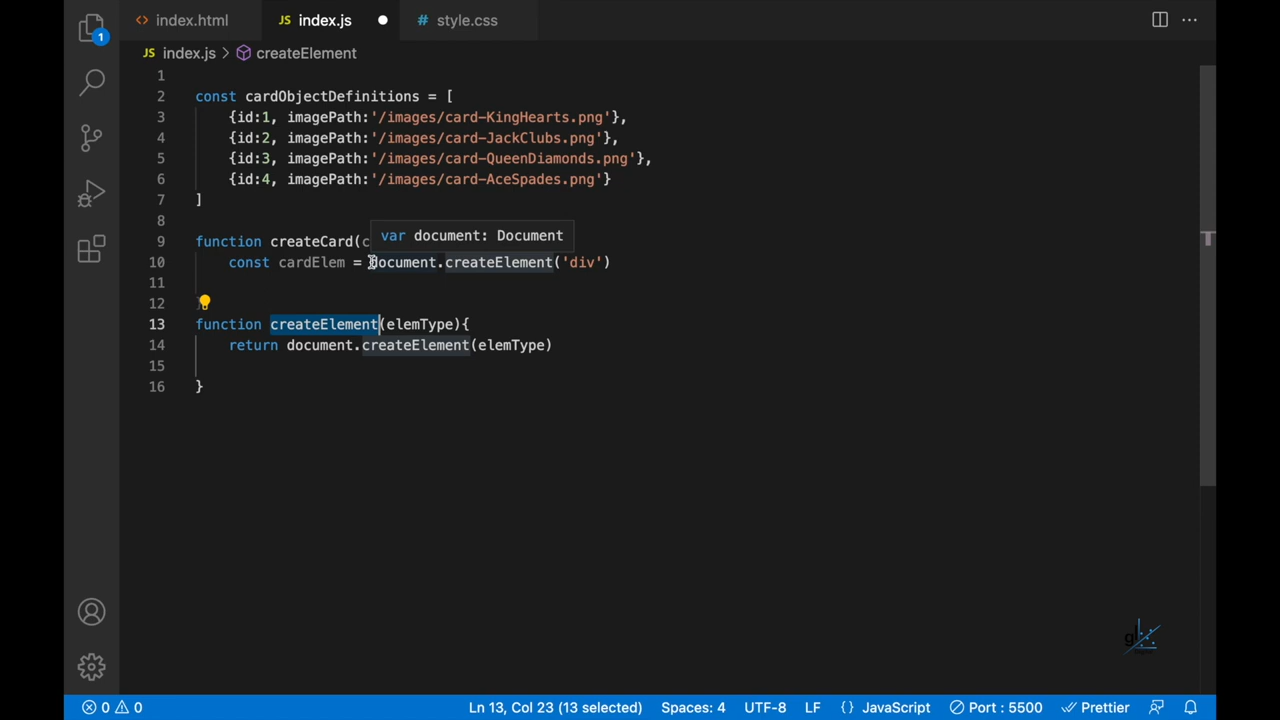 index.html
JS index.js
# style.css
1
JS index.js > createElement
1
2 const cardObjectDefinitions = [
3 {id:1, imagePath:'/images/card-KingHearts.png'},
4 {id:2, imagePath:'/images/card-JackClubs.png'},
5 {id:3, imagePath:'/images/card-QueenDiamonds.png'},
6 {id:4, imagePath:'/images/card-AceSpades.png'}
7 ]
8
var document: Document
9 function createCard(
10 const cardElem = document.createElement('div')
11
12
13 function createElement(elemType){
14 return document.createElement(elemType)
15
16 }
Ln 13, Col 23 (13 selected) Spaces: 4 UTF-8 LF {} JavaScript Port : 5500 Prettier
0 0